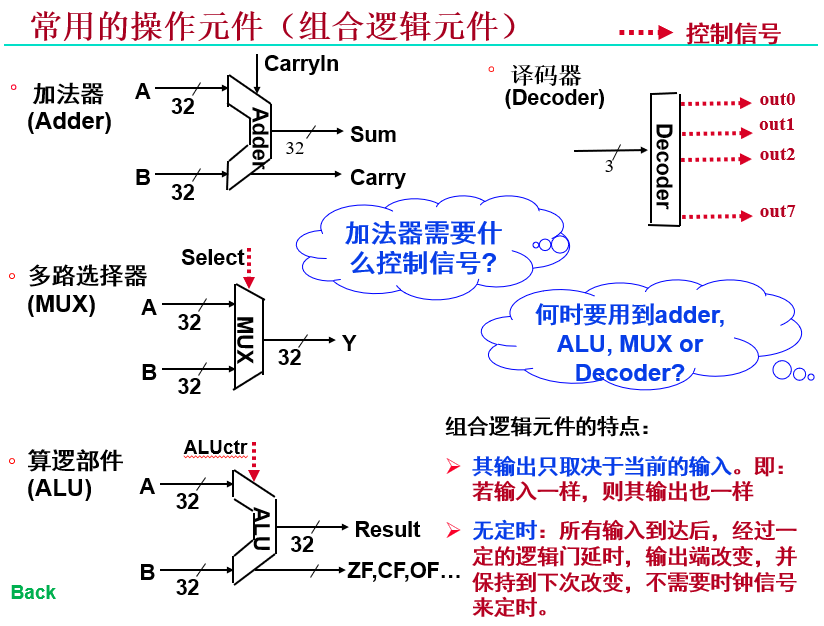 常用的操作元件（组合逻辑元件）
控制信号
加法器
(Adder)
A
32
CarryIn
Adder
32
Sum
B
32
Carry
译码器
(Decoder)
3
Decoder
out0
out1
out2
out7
加法器需要什
么控制信号?
多路选择器
(MUX)
Select
A
32
MUX
32
Y
B
32
何时要用到adder,
ALU, MUX or
Decoder?
算逻部件
(ALU)
ALUctr
A
32
ALU
32
Result
B
32
ZF,CF,OF…
组合逻辑元件的特点：
其输出只取决于当前的输入。即：
若输入一样，则其输出也一样
无定时：所有输入到达后，经过一
定的逻辑门延时，输出端改变，并
保持到下次改变，不需要时钟信号
来定时。
Back